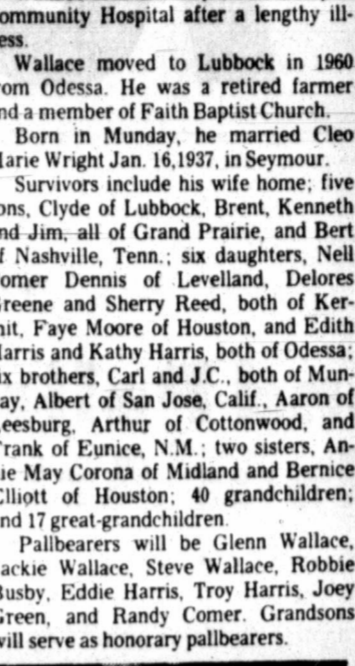 ommunity Hospital after a lengthy ill-
ess.
Wallace moved to Lubbock in 1960
rom Odessa. He was a retired farmer
nd a member of Faith Baptist Church.
Born in Munday, he married Cleo
arie Wright Jan. 16,1937, in Seymour.
Survivors include his wife home; five
ons, Clyde of Lubbock, Brent, Kenneth
nd Jim, all of Grand Prairie, and Bert
f Nashville, Tenn.; six daughters, Nell
omer Dennis of Levelland, Delores
reene and Sherry Reed, both of Ker-
it, Faye Moore of Houston, and Edith
arris and Kathy Harris, both of Odessa;
ix brothers, Carl and J.C., both of Mun-
ay, Albert of San Jose, Calif., Aaron of
eesburg, Arthur of Cottonwood, and
rank of Eunice, N.M.; two sisters, An-
ie May Corona of Midland and Bernice
lliott of Houston; 40 grandchildren;
nd 17 great-grandchildren.
Pallbearers will be Glenn Wallace,
ackie Wallace, Steve Wallace, Robbie
usby, Eddie Harris, Troy Harris, Joey
reen, and Randy Comer. Grandsons
will serve as honorary pallbearers.